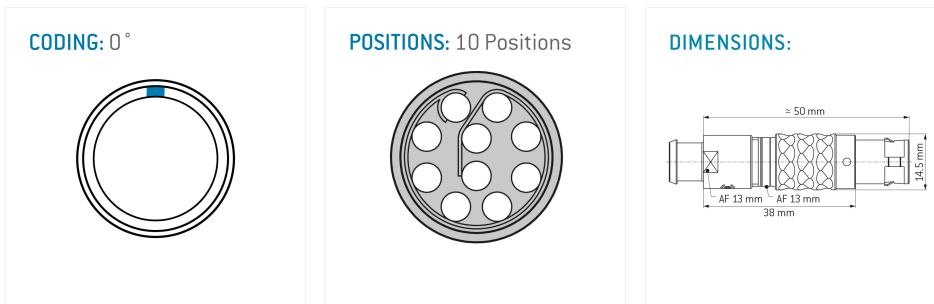 CODING: 0°
POSITIONS: 10 Positions
DIMENSIONS:
≃ 50 mm
14.5 mm
AF 13 mm
AF 13 mm
38 mm